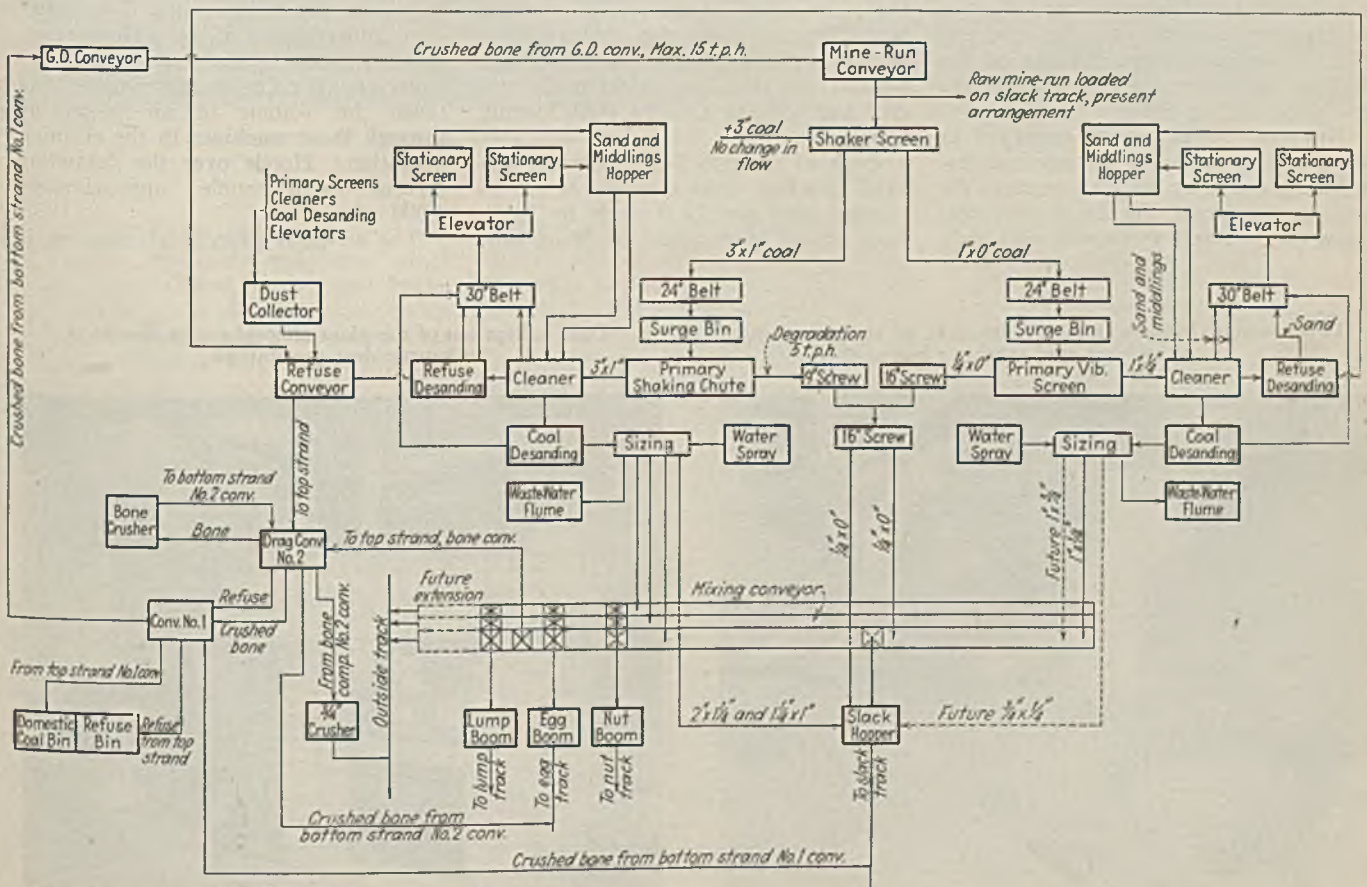 G.D. Conveyor
Crushed bone from G.D. conv., Max. 15 t.p.h.
Mine-Run
Conveyor
Raw mine-run loaded
on slack track, present
arrangement
+3" coal
No change in
flow
Shaker Screen
Stationary
Screen
Stationary
Screen
Sand and
Middlings
Hopper
Sand and
Middlings
Hopper
Stationary
Screen
Stationary
Screen
Primary Screens
Cleaners
Coal Desanding
Elevators
Elevator
Elevator
3"x1" coal
1"x0" coal
Dust
Collector
30" Belt
24" Belt
24" Belt
Sand and
middlings
30" Belt
Surge Bin
Surge Bin
Degradation
5 t.p.h.
Sand
Refuse
Conveyor
Refuse
Desanding
Cleaner
3"x1"
Primary
Shaking Chute
9" Screw
16" Screw
1/4"x0"
Primary Vib.
Screen
1"x1/4"
Cleaner
Refuse
Desanding
Crushed bone from bottom strand No.1 conv.
Coal
Desanding
Sizing
Water
Spray
16" Screw
Water
Spray
Sizing
Coal
Desanding
To top strand
To bottom strand
No.2 conv.
Waste-Water
Flume
Waste-Water
Flume
Bone
Crusher
Bone
Drag Conv.
No.2
To top strand, bone conv.
1/4"x0"
1/4"x0"
Future
extension
Mixing conveyor
Refuse
Conv. No.1
Crushed
bone
From bone
comp. No.2 conv.
Outside track
From top strand No.1 conv.
Domestic
Coal Bin
Refuse
Bin
Refuse
from top
strand
3/4"
Crusher
Lump
Boom
Egg
Boom
Nut
Boom
2"x1 1/4" and 1 1/4"x1"
Slack
Hopper
To lump
track
To egg
track
To nut
track
To slack
track
Crushed bone from
bottom strand No.2 conv.
Crushed bone from bottom strand No.1 conv.